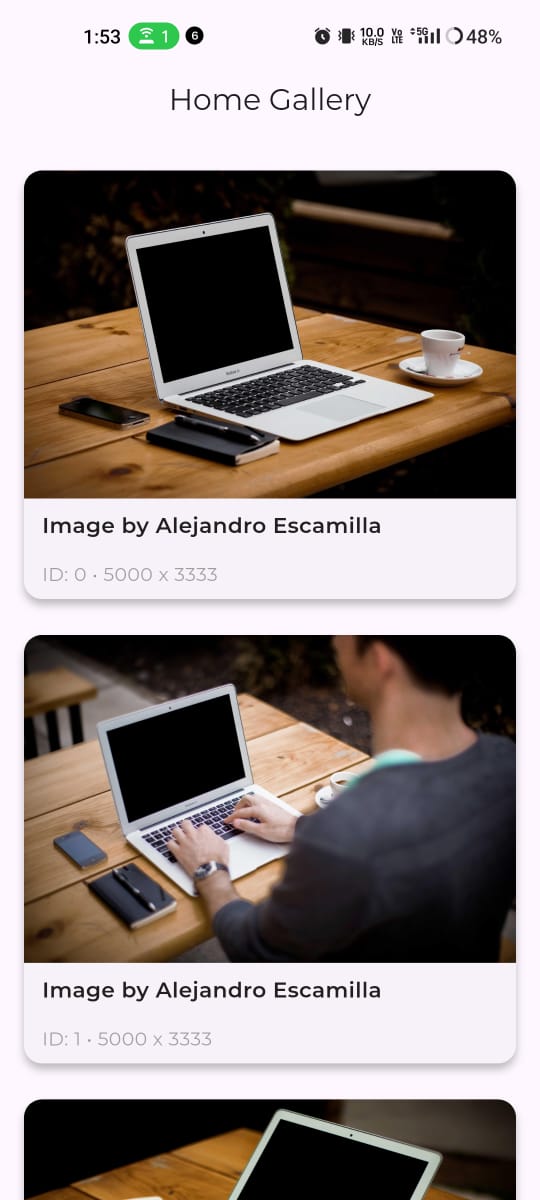 1:53 1 6 10.0 KB/S Vo LTE 5G 48%
Home Gallery
Image by Alejandro Escamilla
ID: 0 • 5000 x 3333
Image by Alejandro Escamilla
ID: 1 • 5000 x 3333